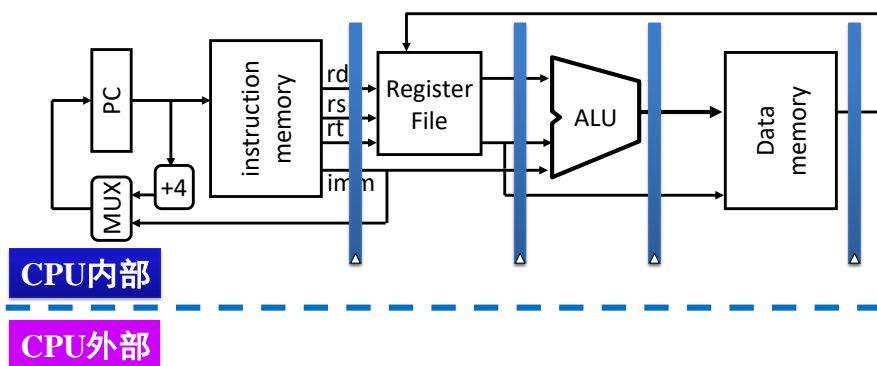 PC
+4
MUX
instruction
memory
rd
rs
rt
imm
Register
File
ALU
Data
memory
CPU内部
CPU外部